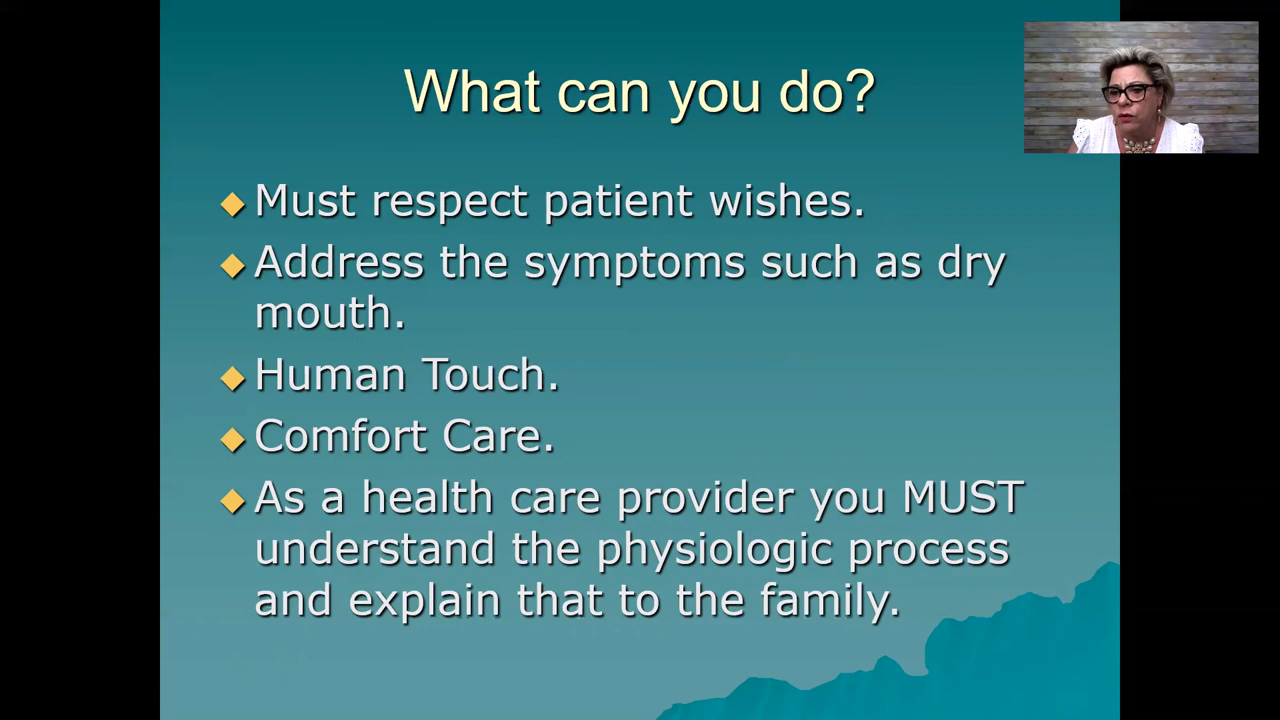 What can you do?
Must respect patient wishes.
Address the symptoms such as dry
mouth.
Human Touch.
Comfort Care.
As a health care provider you MUST
understand the physiologic process
and explain that to the family.